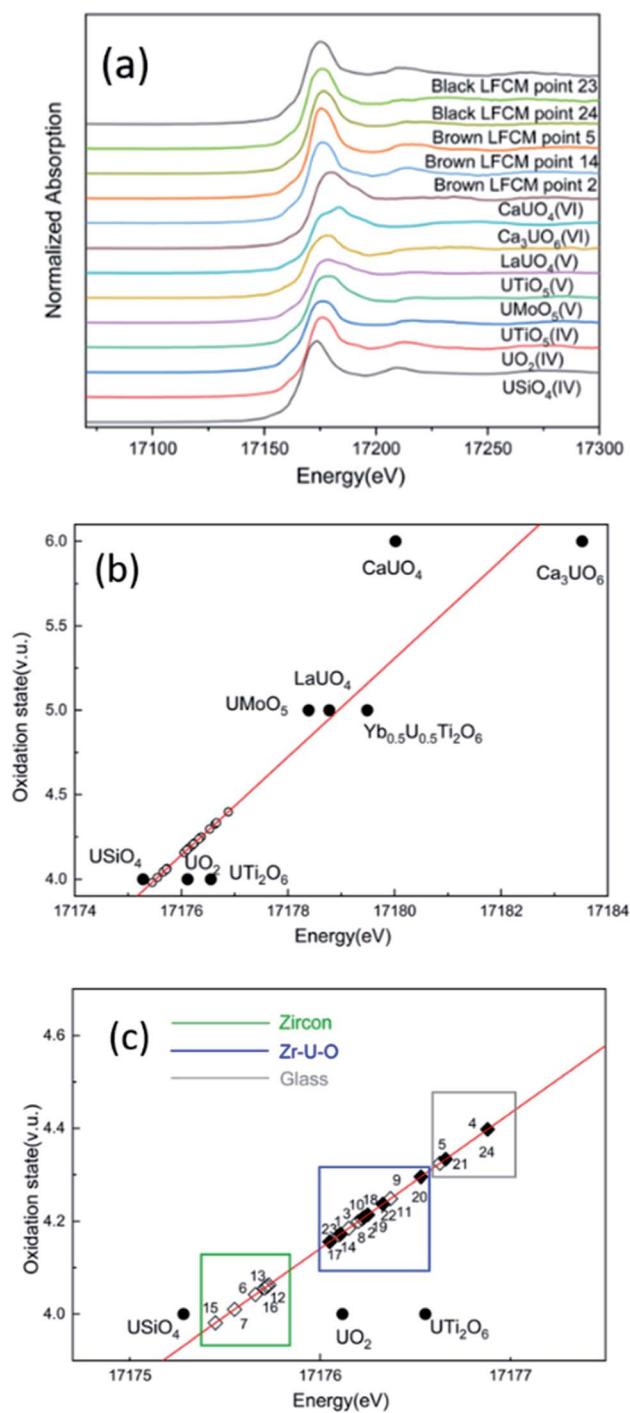 (a)
Black LFCM point 23
Black LFCM point 24
Brown LFCM point 5
Brown LFCM point 14
Brown LFCM point 2
CaUO₄(VI)
Ca₃UO₆(VI)
LaUO₄(V)
UTiO₅(V)
UMoO₅(V)
UTiO₅(IV)
UO₂(IV)
USiO₄(IV)
Normalized Absorption
17100 17150 17200 17250 17300
Energy(eV)
(b)
6.0
5.5
5.0
4.5
4.0
Oxidation state(v.u.)
CaUO₄
Ca₃UO₆
LaUO₄
UMoO₅
Yb₀.₅U₀.₅Ti₂O₆
USiO₄
UO₂
UTi₂O₆
17174 17176 17178 17180 17182 17184
Energy(eV)
(c)
Zircon
Zr-U-O
Glass
4.6
4.4
4.2
4.0
Oxidation state(v.u.)
4
5
21
24
9
20
10 18
1 3
22 11
23
19
8 2
17 14
13
6
12
15
16
7
USiO₄
UO₂
UTi₂O₆
17175 17176 17177
Energy(eV)